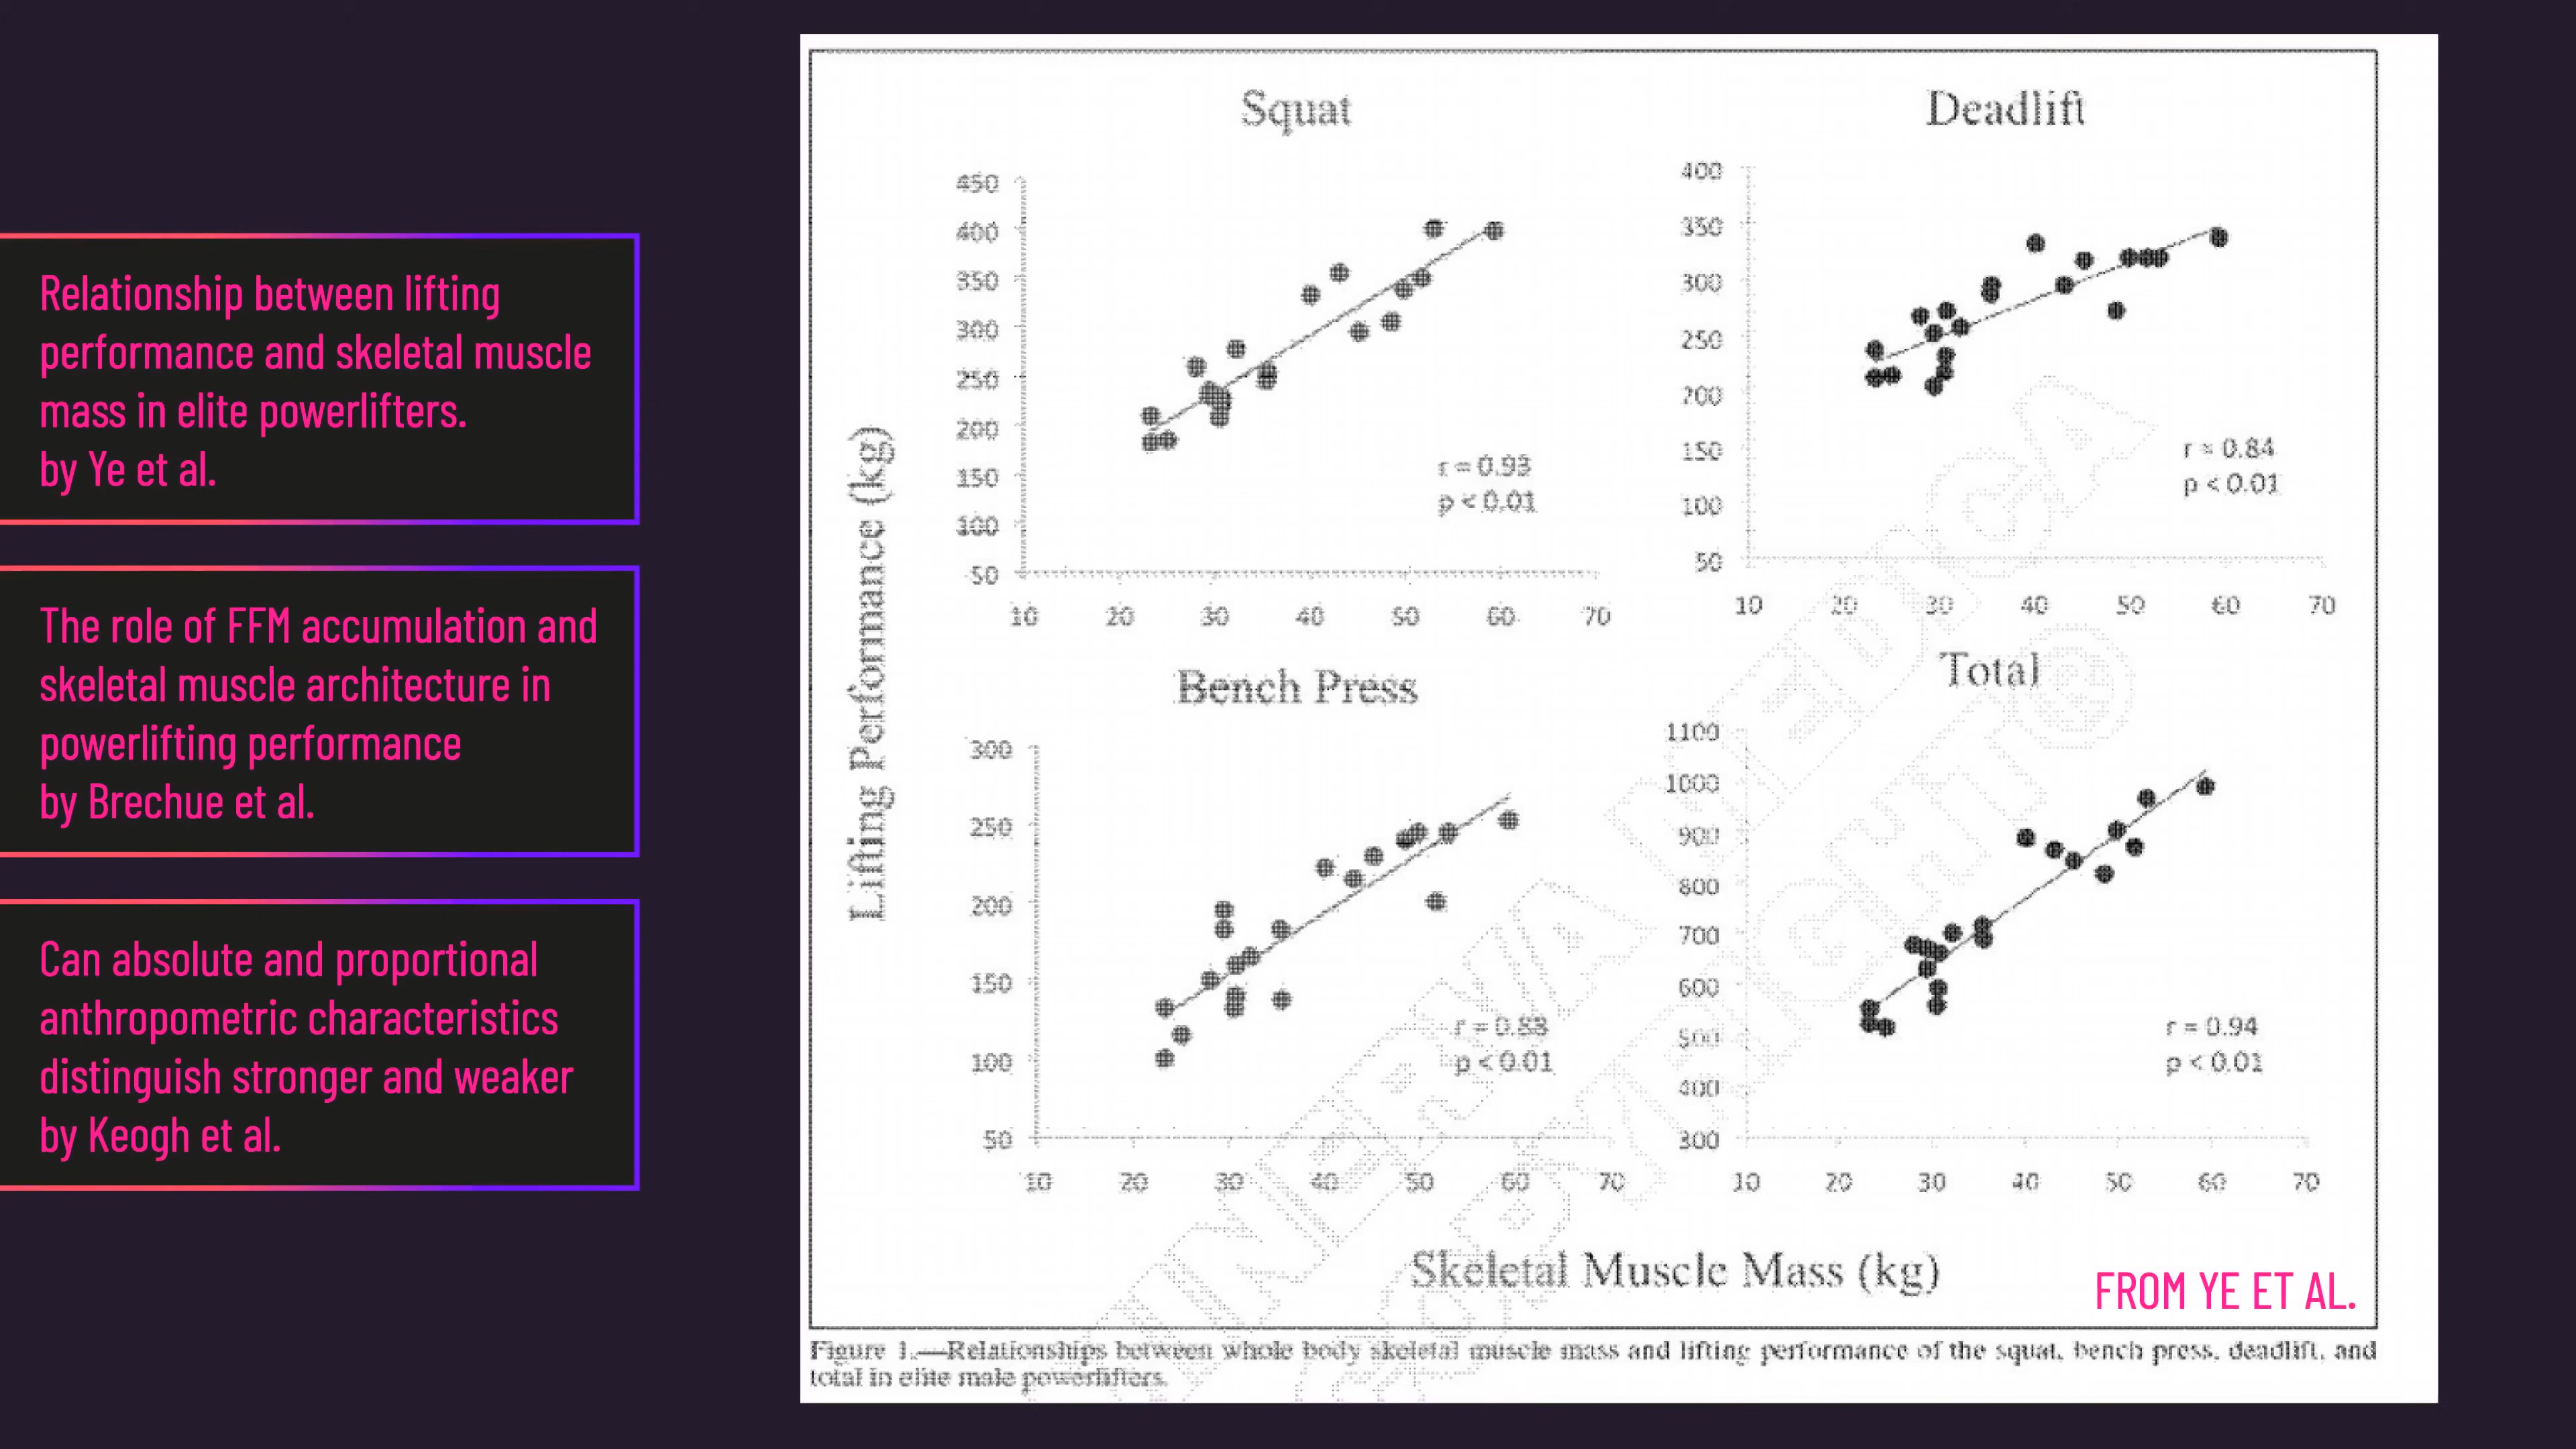 Relationship between lifting
performance and skeletal muscle
mass in elite powerlifters.
by Ye et al.
The role of FFM accumulation and
skeletal muscle architecture in
powerlifting performance
by Brechue et al.
Can absolute and proportional
anthropometric characteristics
distinguish stronger and weaker
by Keogh et al.
Lifting Performance (kg)
Squat
450
400
350
300
250
200
150
100
50
10 20 30 40 50 60 70
r = 0.93
p < 0.01
Deadlift
400
350
300
250
200
150
100
50
10 20 30 40 50 60 70
r = 0.84
p < 0.01
Bench Press
300
250
200
150
100
50
10 20 30 40 50 60 70
r = 0.88
p < 0.01
Total
1100
1000
900
800
700
600
500
400
300
10 20 30 40 50 60 70
r = 0.94
p < 0.01
Skeletal Muscle Mass (kg)
FROM YE ET AL.
Figure 1.—Relationships between whole body skeletal muscle mass and lifting performance of the squat, bench press, deadlift, and
total in elite male powerlifters.
MINERVA MEDICA
COPYRIGHT®